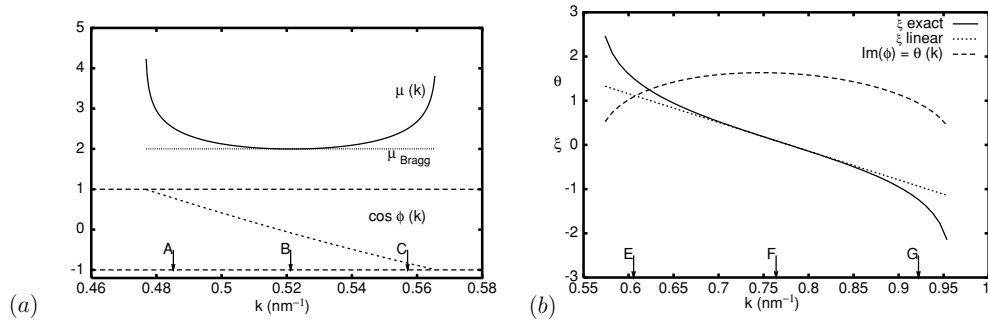 5
4
3
2
1
0
-1
μ (k)
μ Bragg
cos ϕ (k)
A
B
C
0.46
0.48
0.50
0.52
0.54
0.56
0.58
k (nm⁻¹)
(a)
3
2
1
0
-1
-2
-3
θ
ξ
ξ exact
ξ linear
Im(ϕ) = θ (k)
E
F
G
0.55
0.6
0.65
0.7
0.75
0.8
0.85
0.9
0.95
1
k (nm⁻¹)
(b)